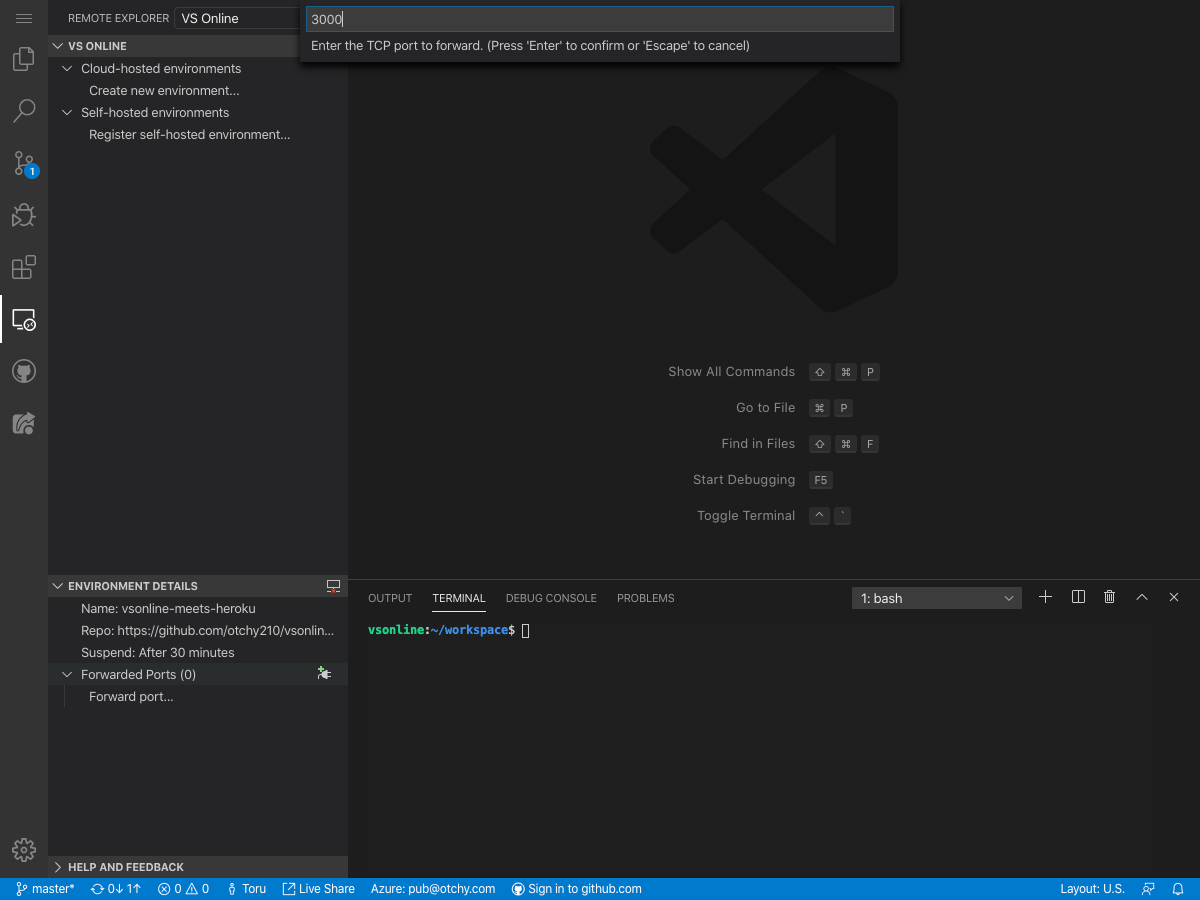 REMOTE EXPLORER VS Online
3000
Enter the TCP port to forward. (Press 'Enter' to confirm or 'Escape' to cancel)
VS ONLINE
Cloud-hosted environments
Create new environment...
Self-hosted environments
Register self-hosted environment...
1
Show All Commands ⇧ ⌘ P
Go to File ⌘ P
Find in Files ⇧ ⌘ F
Start Debugging F5
Toggle Terminal ^ `
ENVIRONMENT DETAILS
Name: vsonline-meets-heroku
Repo: https://github.com/otchy210/vsonlin...
Suspend: After 30 minutes
Forwarded Ports (0)
Forward port...
HELP AND FEEDBACK
OUTPUT TERMINAL DEBUG CONSOLE PROBLEMS 1: bash
vsonline:~/workspace$
master* 0↓ 1↑ 0 0 Toru Live Share Azure: pub@otchy.com Sign in to github.com Layout: U.S.